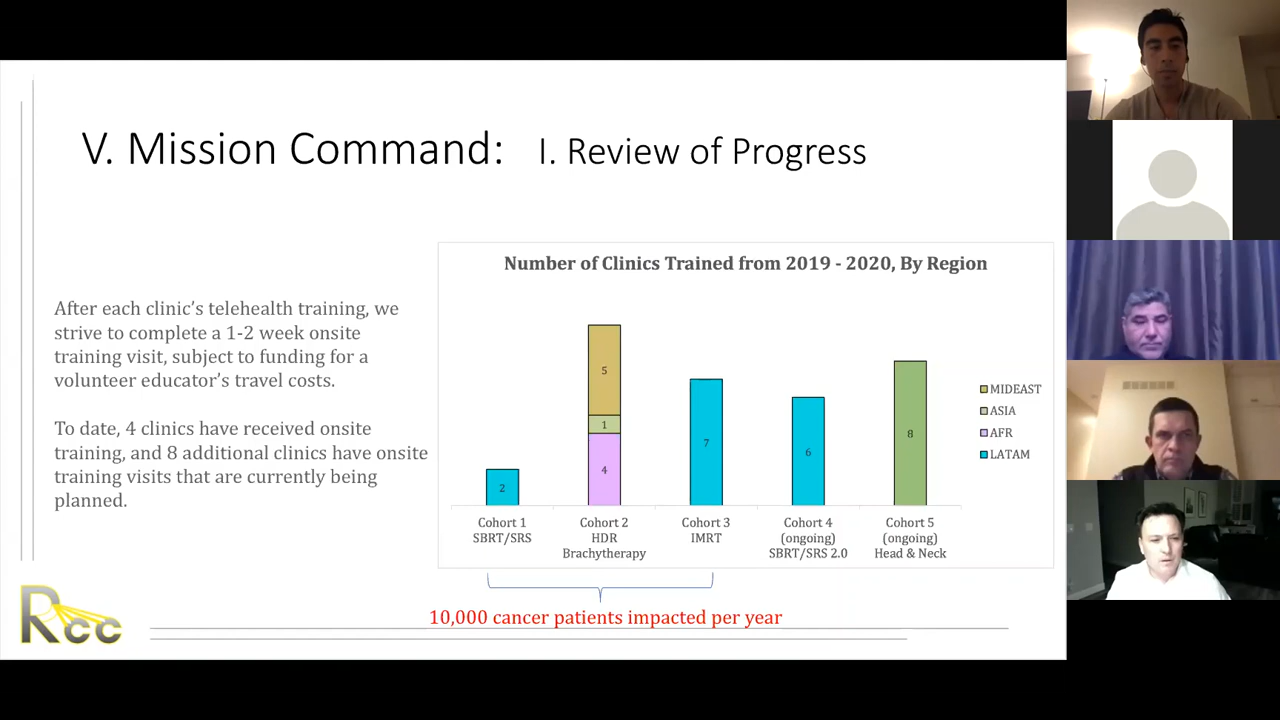 V. Mission Command: I. Review of Progress
After each clinic's telehealth training, we
strive to complete a 1-2 week onsite
training visit, subject to funding for a
volunteer educator's travel costs.
To date, 4 clinics have received onsite
training, and 8 additional clinics have onsite
training visits that are currently being
planned.
Number of Clinics Trained from 2019 - 2020, By Region
5
1
4
2
7
6
8
MIDEAST
ASIA
AFR
LATAM
Cohort 1
SBRT/SRS
Cohort 2
HDR
Brachytherapy
Cohort 3
IMRT
Cohort 4
(ongoing)
SBRT/SRS 2.0
Cohort 5
(ongoing)
Head & Neck
10,000 cancer patients impacted per year
Rcc